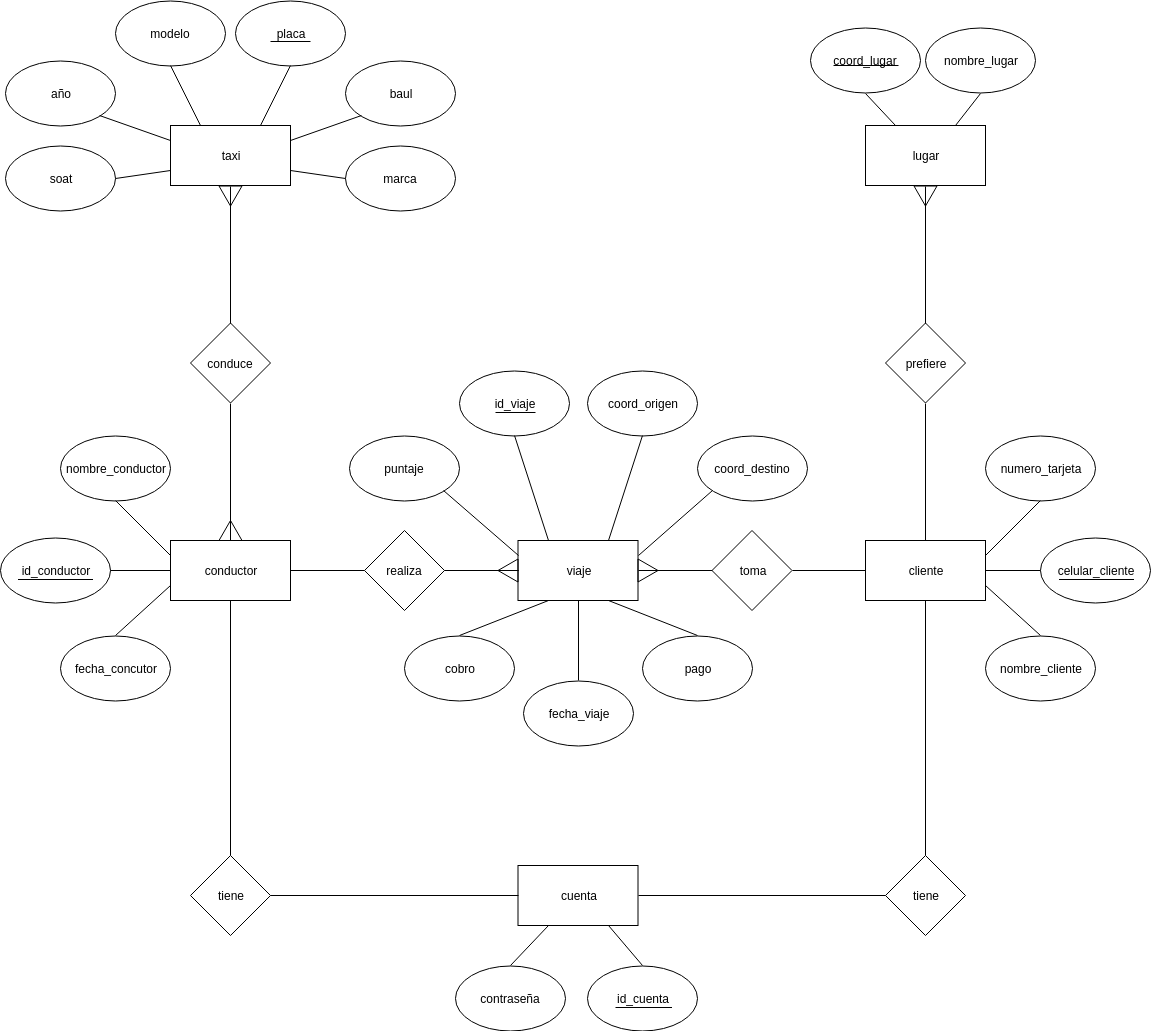 modelo
placa
coord_lugar
nombre_lugar
año
baul
taxi
lugar
soat
marca
conduce
prefiere
id_viaje
coord_origen
nombre_conductor
puntaje
coord_destino
numero_tarjeta
id_conductor
conductor
realiza
viaje
toma
cliente
celular_cliente
fecha_concutor
cobro
pago
nombre_cliente
fecha_viaje
tiene
cuenta
tiene
contraseña
id_cuenta